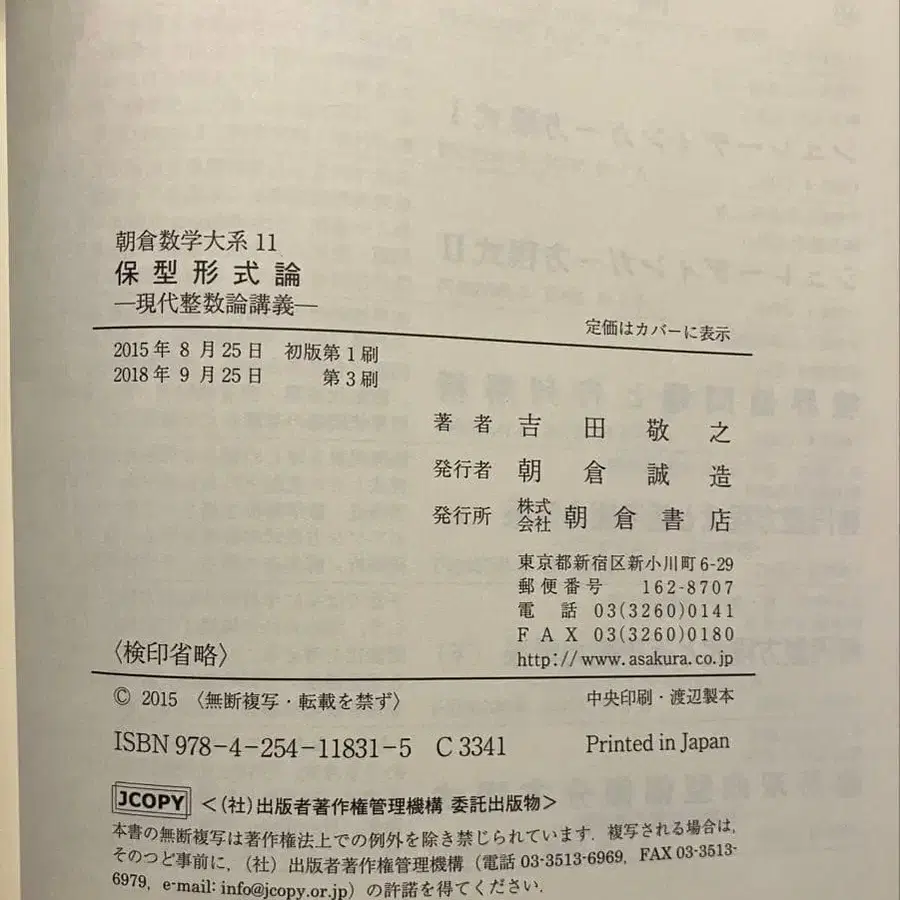 朝倉数学大系 11
保型形式論
―現代整数論講義―
定価はカバーに表示
2015年 8 月25日 初版第1刷
2018年 9 月25日 第3刷
著者 吉田敬之
発行者 朝倉誠造
発行所 株式会社 朝倉書店
東京都新宿区新小川町6-29
郵便番号 162-8707
電話 03(3260)0141
FAX 03(3260)0180
http://www.asakura.co.jp
〈検印省略〉
© 2015 〈無断複写・転載を禁ず〉
中央印刷・渡辺製本
ISBN 978-4-254-11831-5 C 3341
Printed in Japan
JCOPY <(社)出版者著作権管理機構 委託出版物>
本書の無断複写は著作権法上での例外を除き禁じられています. 複写される場合は,
そのつど事前に, (社) 出版者著作権管理機構 (電話 03-3513-6969, FAX 03-3513-
6979, e-mail: info@jcopy.or.jp) の許諾を得てください.